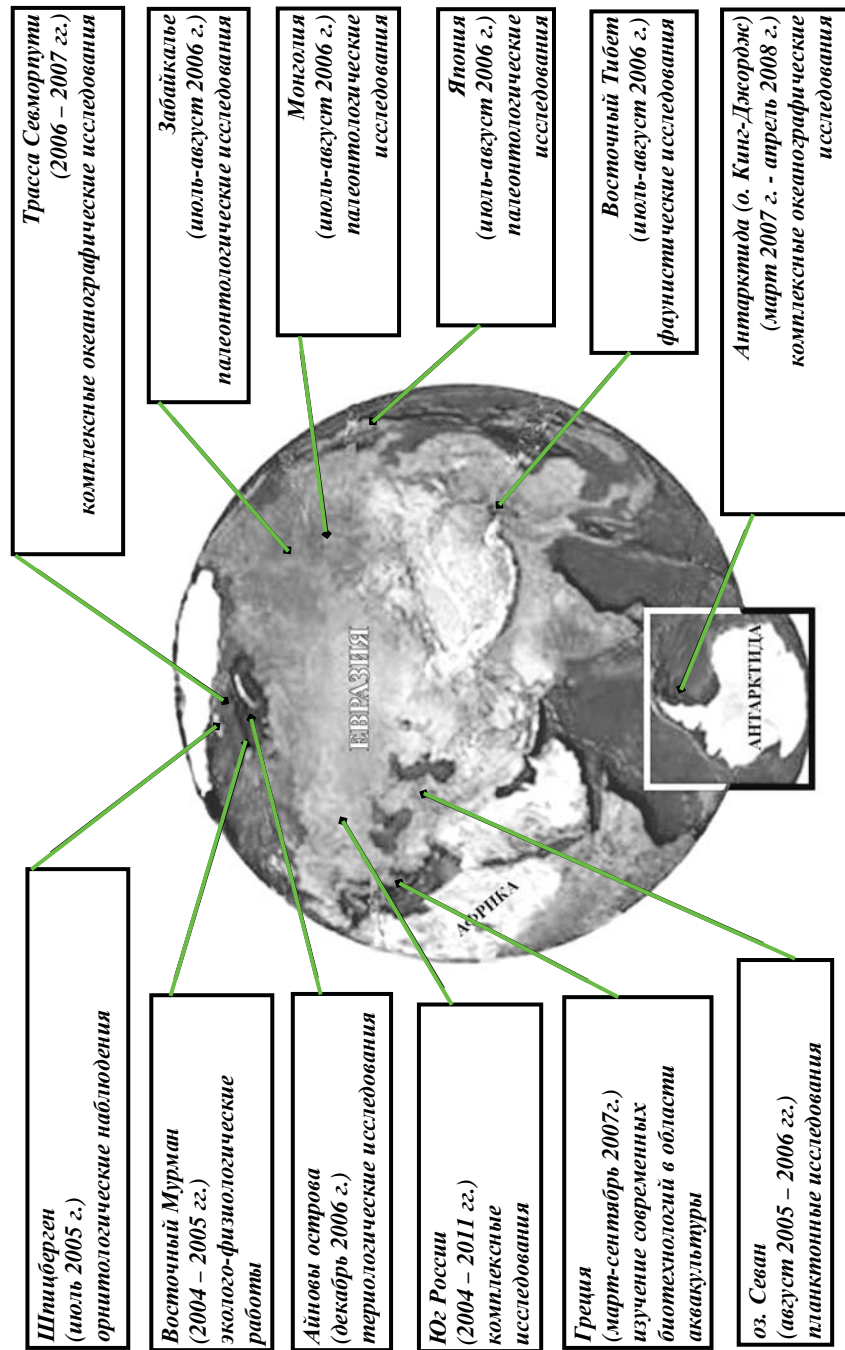 Шпицберген
(июль 2005 г.)
орнитологические наблюдения
Восточный Мурман
(2004 – 2005 гг.)
эколого-физиологические
работы
Айновы острова
(декабрь 2006 г.)
териологические исследования
Юг России
(2004 – 2011 гг.)
комплексные
исследования
Греция
(март-сентябрь 2007г.)
изучение современных
биотехнологий в области
аквакультуры
оз. Севан
(август 2005 – 2006 гг.)
планктонные исследования
ЕВРАЗИЯ
АФРИКА
АНТАРКТИДА
Трасса Севморпути
(2006 – 2007 гг.)
комплексные океанографические исследования
Забайкалье
(июль-август 2006 г.)
палеонтологические исследования
Монголия
(июль-август 2006 г.)
палеонтологические
исследования
Япония
(июль-август 2006 г.)
палеонтологические
исследования
Восточный Тибет
(июль-август 2006 г.)
фаунистические исследования
Антарктида (о. Кинг-Джордж)
(март 2007 г. - апрель 2008 г.)
комплексные океанографические
исследования